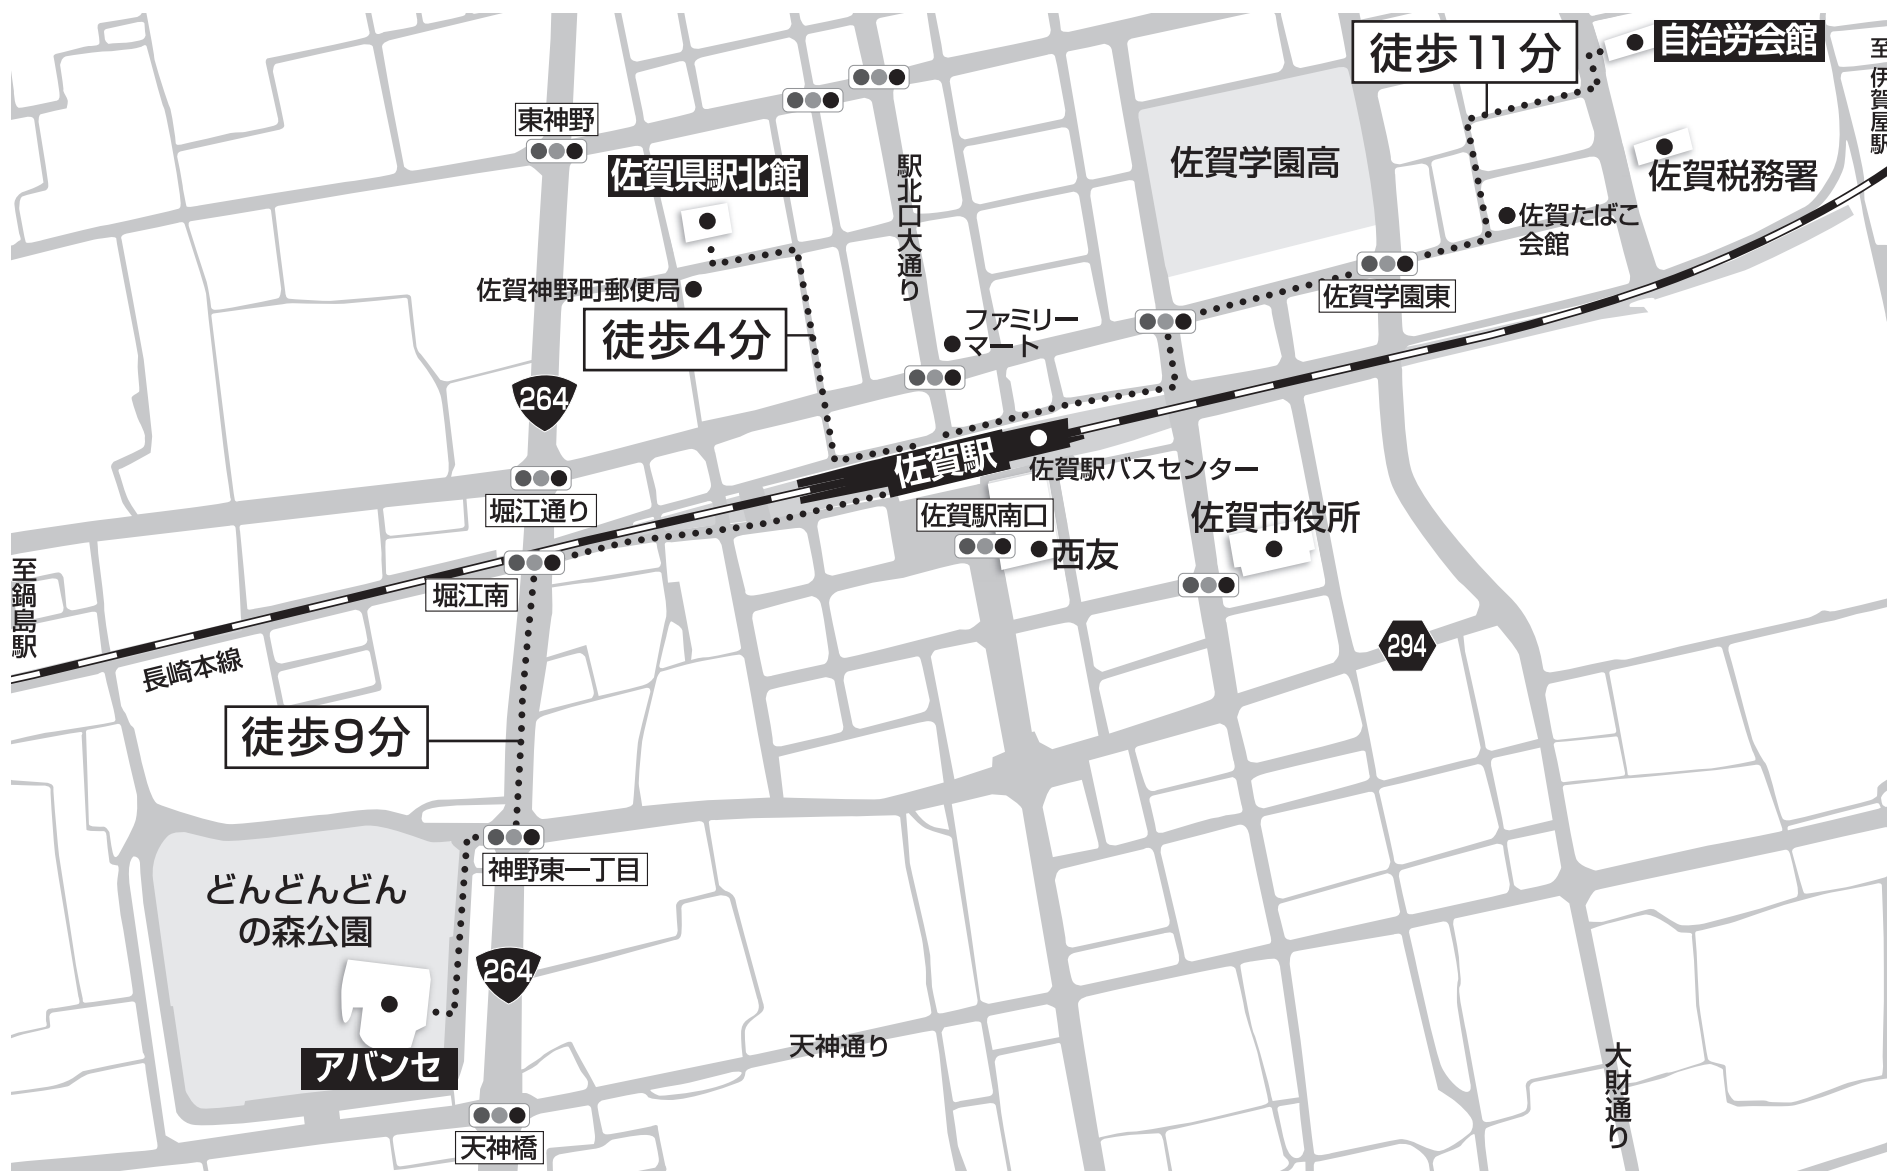 徒歩11分
自治労会館
至伊賀屋駅
東神野
佐賀県駅北館
駅北口大通り
佐賀学園高
佐賀税務署
佐賀たばこ
会館
佐賀神野町郵便局
佐賀学園東
徒歩4分
ファミリー
マート
264
佐賀駅
佐賀駅バスセンター
堀江通り
佐賀駅南口
佐賀市役所
西友
至鍋島駅
堀江南
長崎本線
294
徒歩9分
神野東一丁目
どんどんどん
の森公園
264
アバンセ
天神通り
大財通り
天神橋